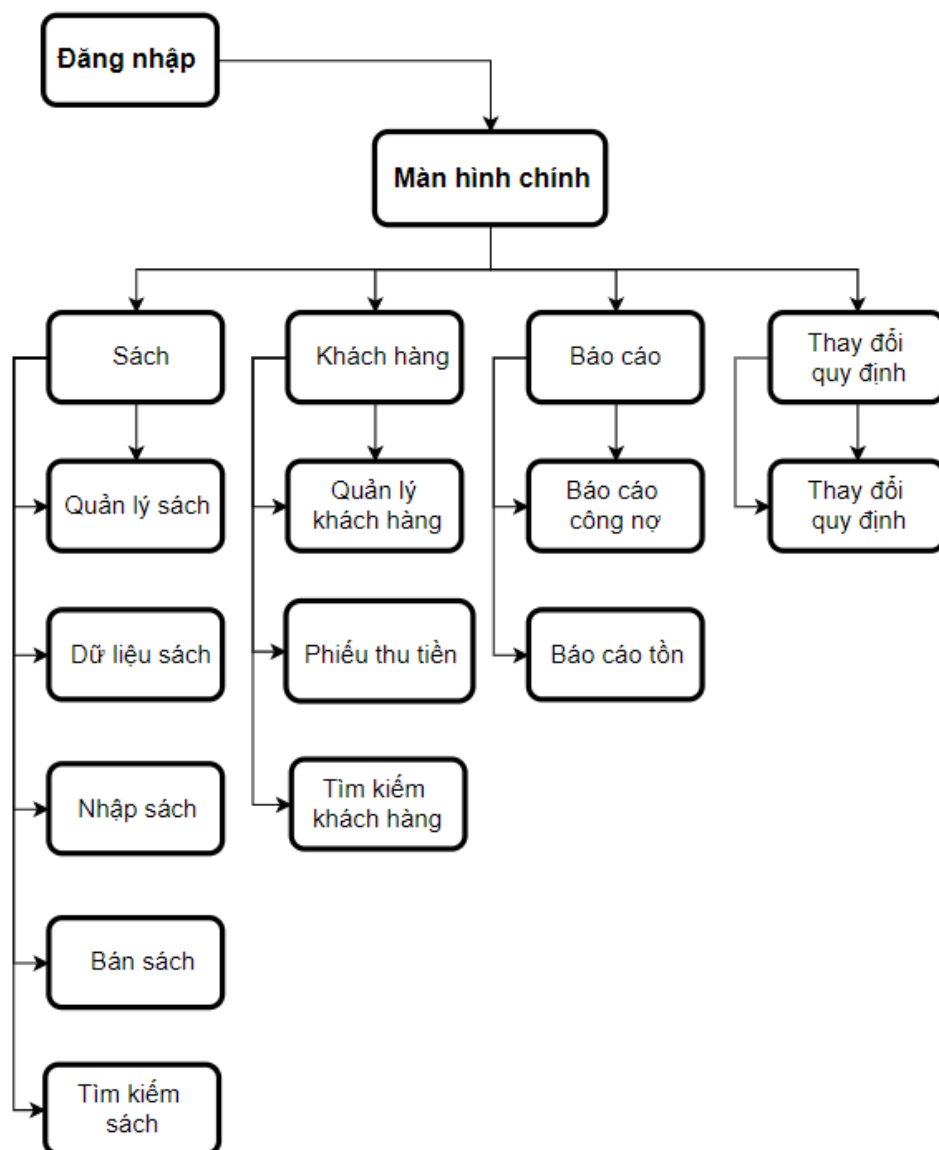 Đăng nhập
Màn hình chính
Sách
Khách hàng
Báo cáo
Thay đổi
quy định
Quản lý sách
Quản lý
khách hàng
Báo cáo
công nợ
Thay đổi
quy định
Dữ liệu sách
Phiếu thu tiền
Báo cáo tồn
Nhập sách
Tìm kiếm
khách hàng
Bán sách
Tìm kiếm
sách